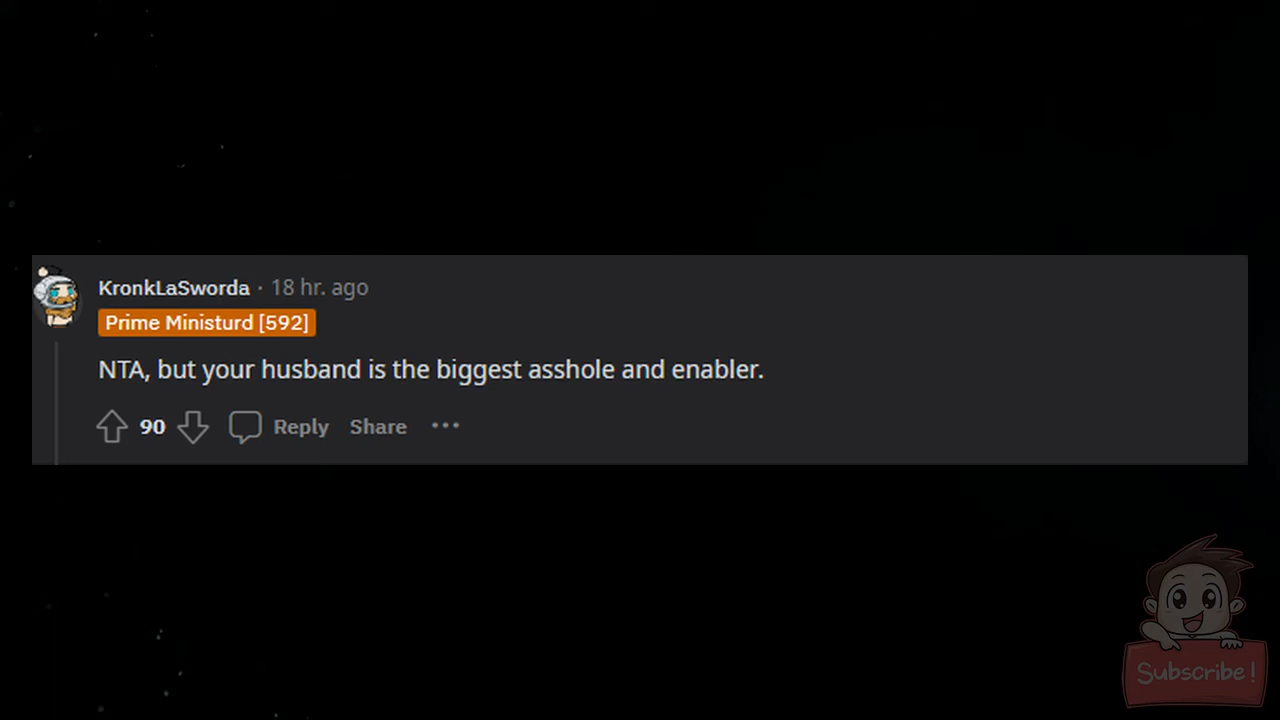 KronkLaSworda · 18 hr. ago
Prime Ministurd [592]
NTA, but your husband is the biggest asshole and enabler.
90 Reply Share ···
Subscribe!